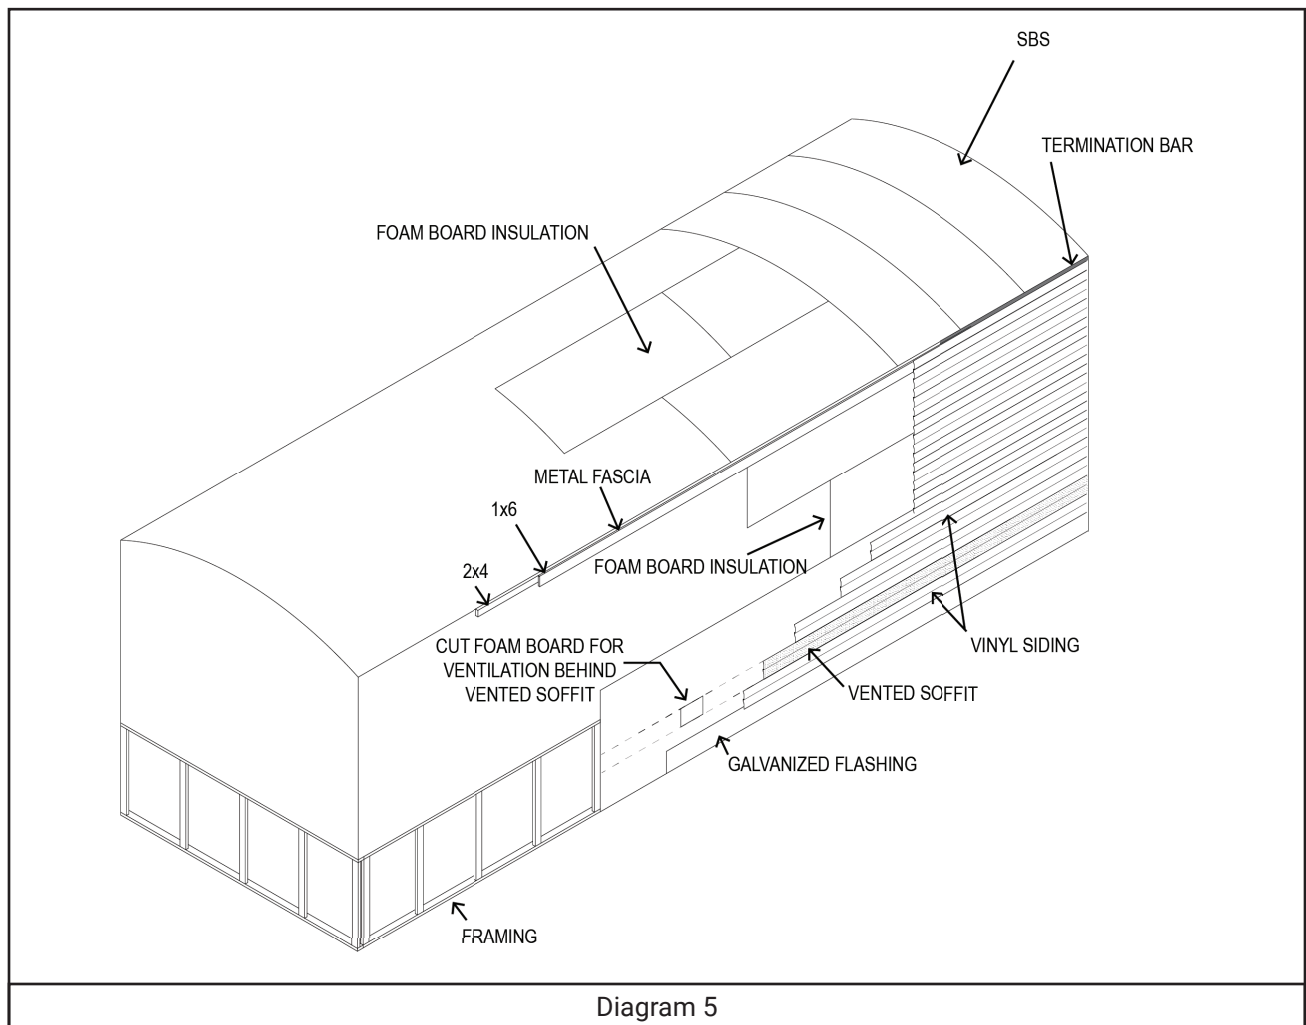 SBS
TERMINATION BAR
FOAM BOARD INSULATION
METAL FASCIA
1x6
2x4
FOAM BOARD INSULATION
CUT FOAM BOARD FOR
VENTILATION BEHIND
VENTED SOFFIT
VINYL SIDING
VENTED SOFFIT
GALVANIZED FLASHING
FRAMING
Diagram 5